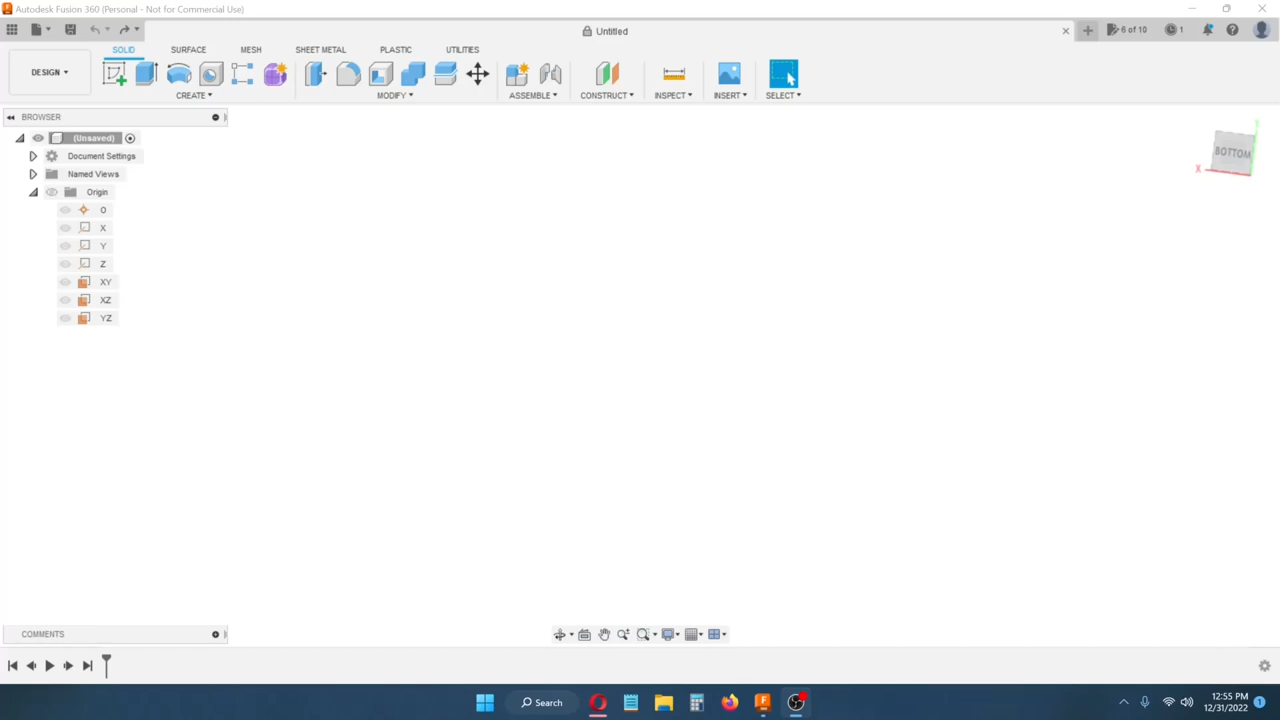 Autodesk Fusion 360 (Personal - Not for Commercial Use)
Untitled
6 of 10
1
DESIGN
SOLID
SURFACE
MESH
SHEET METAL
PLASTIC
UTILITIES
CREATE
MODIFY
ASSEMBLE
CONSTRUCT
INSPECT
INSERT
SELECT
BROWSER
(Unsaved)
Document Settings
Named Views
Origin
O
X
Y
Z
XY
XZ
YZ
BOTTOM
X
Y
COMMENTS
Search
12:55 PM
12/31/2022
1